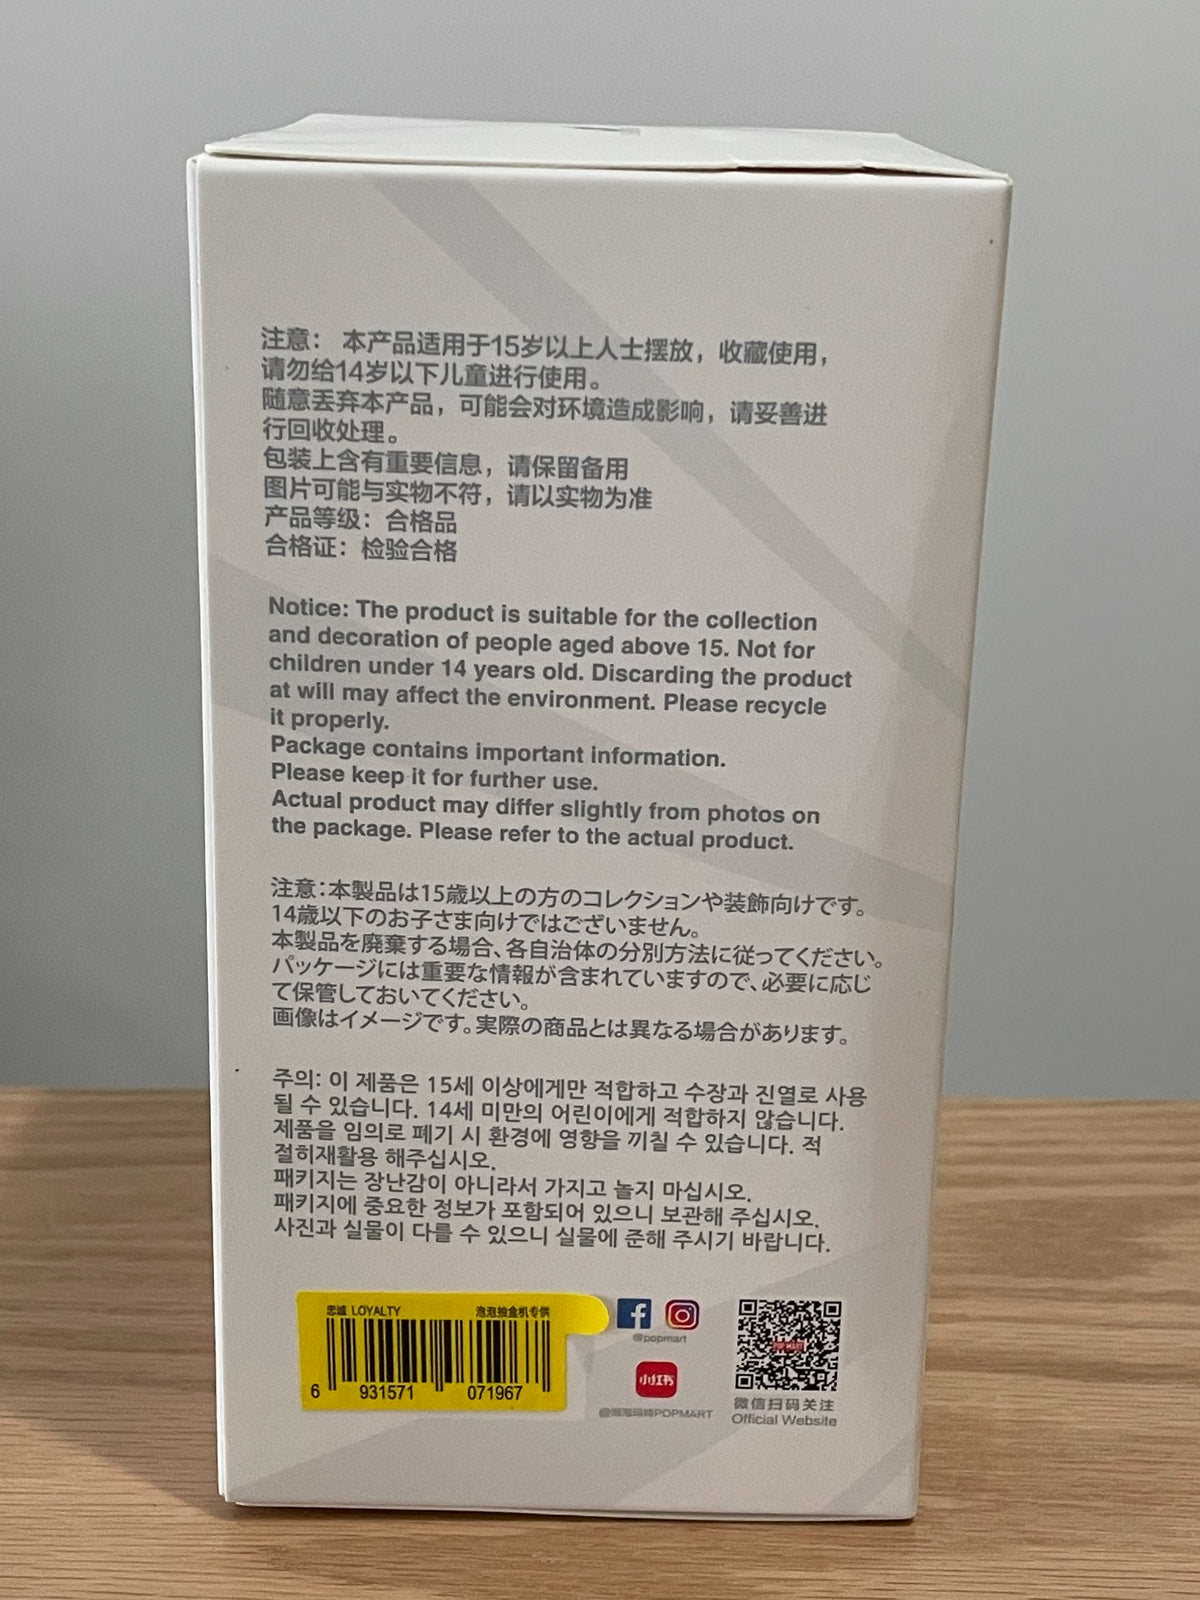 注意： 本产品适用于15岁以上人士摆放，收藏使用，
请勿给14岁以下儿童进行使用。
随意丢弃本产品，可能会对环境造成影响，请妥善进
行回收处理。
包装上含有重要信息，请保留备用
图片可能与实物不符，请以实物为准
产品等级：合格品
合格证：检验合格
Notice: The product is suitable for the collection
and decoration of people aged above 15. Not for
children under 14 years old. Discarding the product
at will may affect the environment. Please recycle
it properly.
Package contains important information.
Please keep it for further use.
Actual product may differ slightly from photos on
the package. Please refer to the actual product.
注意：本製品は15歳以上の方のコレクションや装飾向けです。
14歳以下のお子さま向けではございません。
本製品を廃棄する場合、各自治体の分別方法に従ってください。
パッケージには重要な情報が含まれていますので、必要に応じ
て保管しておいてください。
画像はイメージです。実際の商品とは異なる場合があります。
주의: 이 제품은 15세 이상에게만 적합하고 수장과 진열로 사용
될 수 있습니다. 14세 미만의 어린이에게 적합하지 않습니다.
제품을 임의로 폐기 시 환경에 영향을 끼칠 수 있습니다. 적
절히재활용 해주십시오.
패키지는 장난감이 아니라서 가지고 놀지 마십시오.
패키지에 중요한 정보가 포함되어 있으니 보관해 주십시오.
사진과 실물이 다를 수 있으니 실물에 준해 주시기 바랍니다.
忠诚 LOYALTY 泡泡抽盒机专供
6 931571 071967
@popmart
小红书
@泡泡玛特POPMART
POP MART
微信扫码关注
Official Website